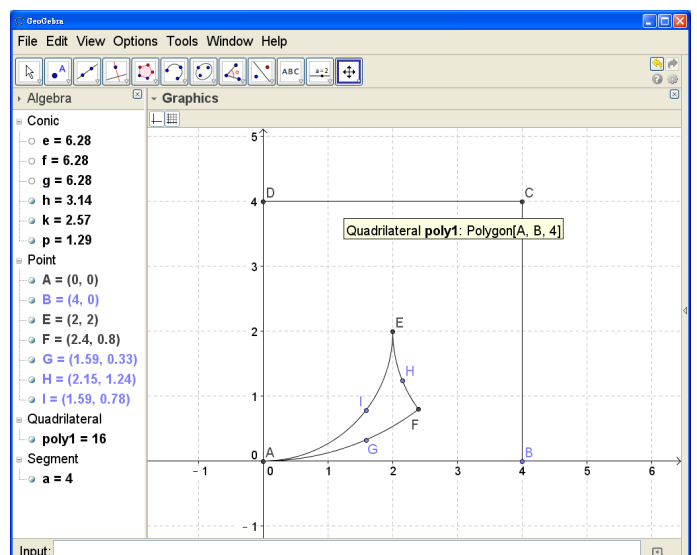 GeoGebra
File Edit View Options Tools Window Help
A ABC a=2
Algebra
Graphics
Conic
e = 6.28
f = 6.28
g = 6.28
h = 3.14
k = 2.57
p = 1.29
Point
A = (0, 0)
B = (4, 0)
E = (2, 2)
F = (2.4, 0.8)
G = (1.59, 0.33)
H = (2.15, 1.24)
I = (1.59, 0.78)
Quadrilateral
poly1 = 16
Segment
a = 4
5
D C
4
Quadrilateral poly1: Polygon[A, B, 4]
3
E
2
H
I
1
F
G
0 A B
-1 0 1 2 3 4 5 6
-1
Input: